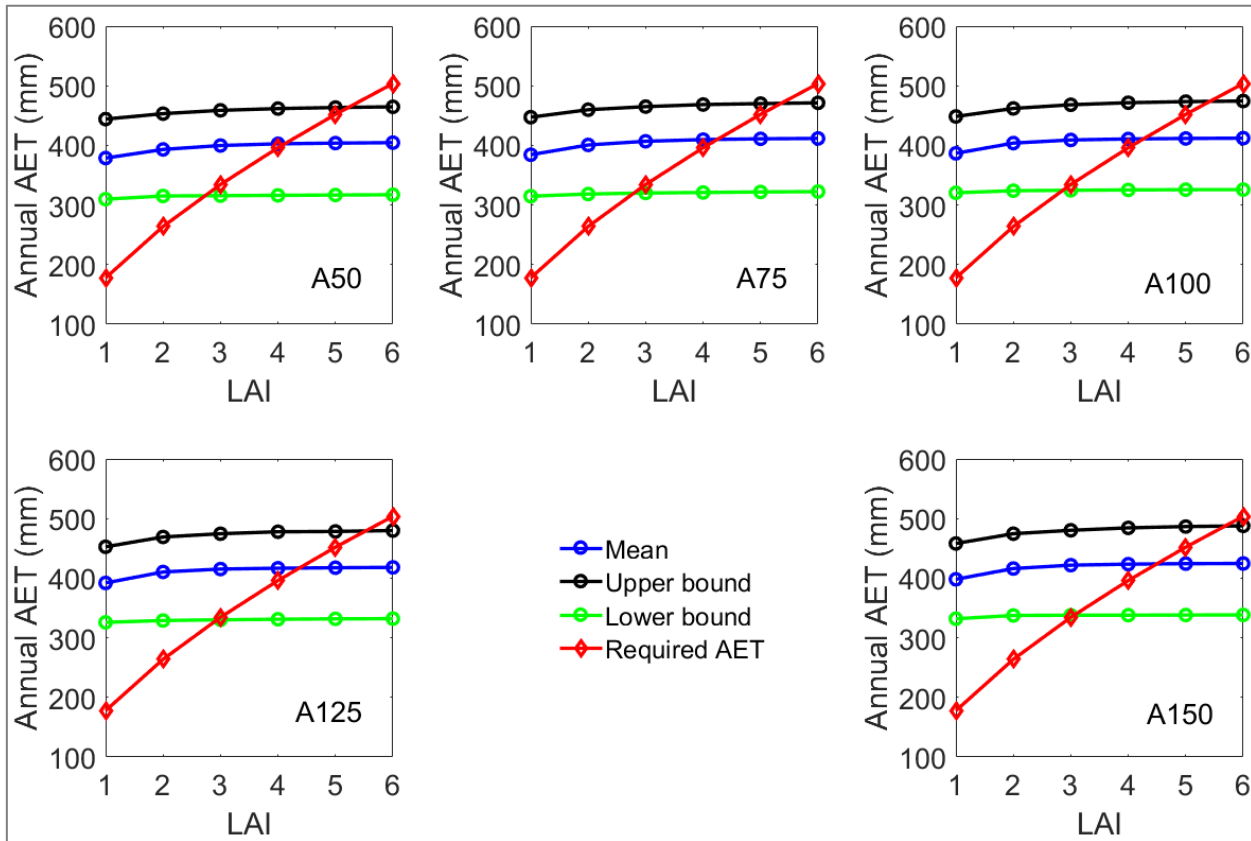 600
500
400
300
200
100
Annual AET (mm)
1 2 3 4 5 6
LAI
A50
600
500
400
300
200
100
Annual AET (mm)
1 2 3 4 5 6
LAI
A75
600
500
400
300
200
100
Annual AET (mm)
1 2 3 4 5 6
LAI
A100
600
500
400
300
200
100
Annual AET (mm)
1 2 3 4 5 6
LAI
A125
Mean
Upper bound
Lower bound
Required AET
600
500
400
300
200
100
Annual AET (mm)
1 2 3 4 5 6
LAI
A150